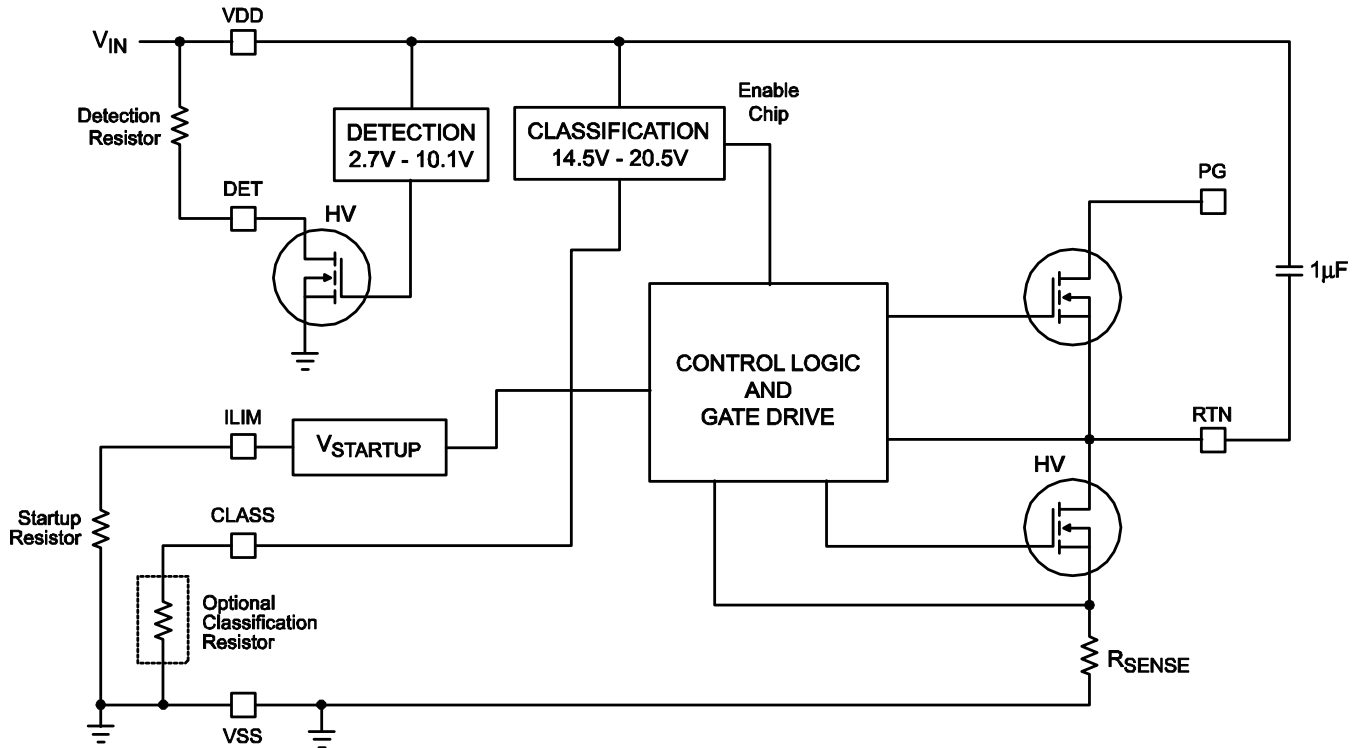 VDD
VIN
Detection
Resistor
DETECTION
2.7V - 10.1V
CLASSIFICATION
14.5V - 20.5V
Enable
Chip
DET
HV
PG
1µF
CONTROL LOGIC
AND
GATE DRIVE
ILIM
VSTARTUP
RTN
HV
Startup
Resistor
CLASS
Optional
Classification
Resistor
RSENSE
VSS